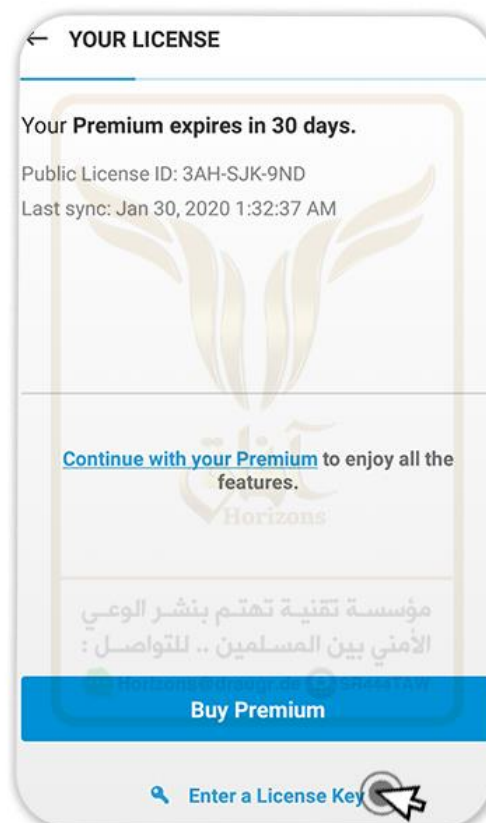 ← YOUR LICENSE
Your Premium expires in 30 days.
Public License ID: 3AH-SJK-9ND
Last sync: Jan 30, 2020 1:32:37 AM
Continue with your Premium to enjoy all the
features.
آفاق
Horizons
مؤسسة تقنية تهتم بنشر الوعي
الأمني بين المسلمين .. للتواصل :
Buy Premium
Enter a License Key